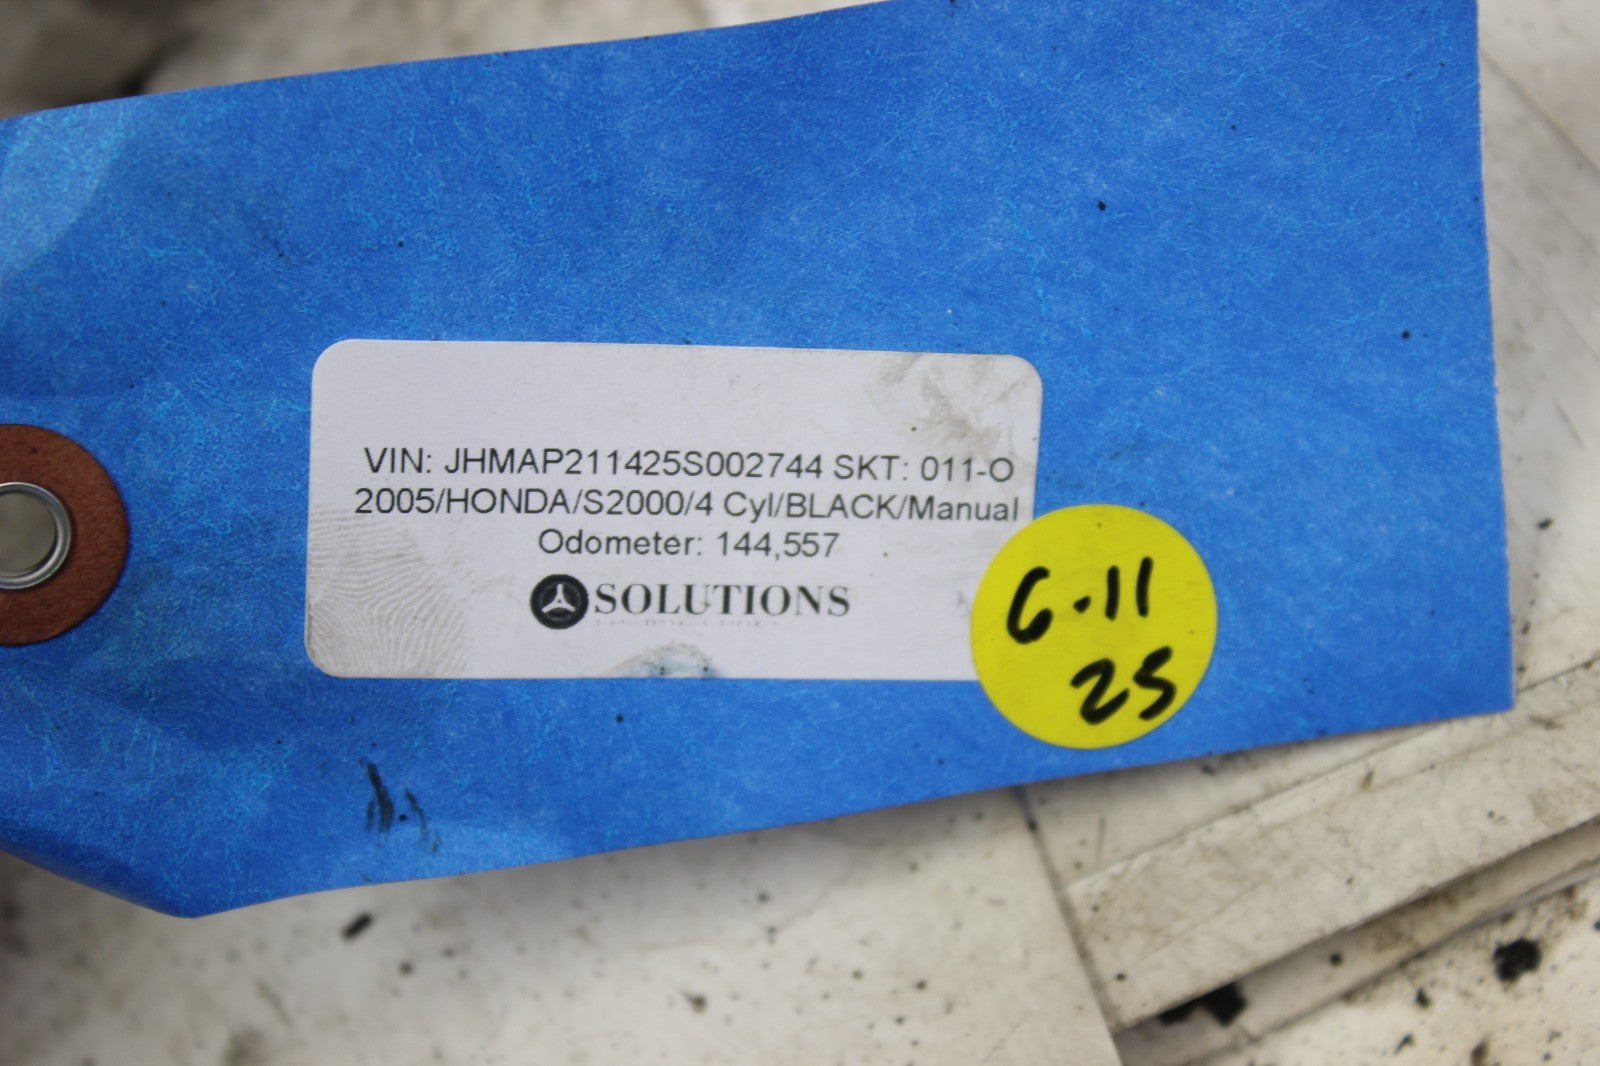 VIN: JHMAP211425S002744 SKT: 011-O
2005/HONDA/S2000/4 Cyl/BLACK/Manual
Odometer: 144,557
SOLUTIONS
6.11
25